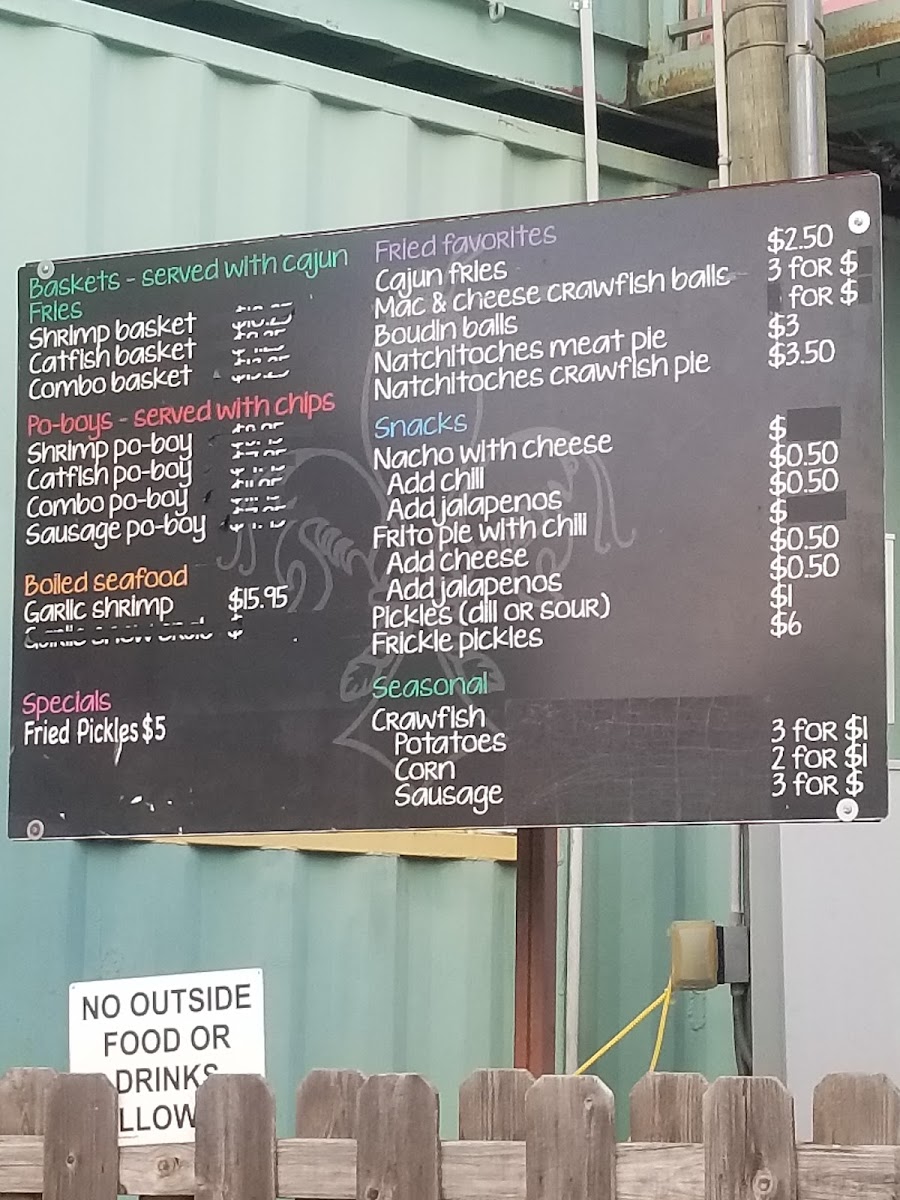 Baskets - served with cajun
Fries
Shrimp basket
Catfish basket
Combo basket
Po-boys - served with chips
Shrimp po-boy
Catfish po-boy
Combo po-boy
Sausage po-boy
Boiled seafood
Garlic shrimp $15.95
$
Specials
Fried Pickles $5
Fried favorites
Cajun fries $2.50
Mac & cheese crawfish balls 3 for $
Boudin balls for $
Natchitoches meat pie $3
Natchitoches crawfish pie $3.50
Snacks
Nacho with cheese $
Add chili $0.50
Add jalapenos $0.50
Frito pie with chili $
Add cheese $0.50
Add jalapenos $0.50
Pickles (dill or sour) $1
Frickle pickles $6
Seasonal
Crawfish
Potatoes 3 for $1
Corn 2 for $1
Sausage 3 for $
NO OUTSIDE
FOOD OR
DRINKS
LLOW